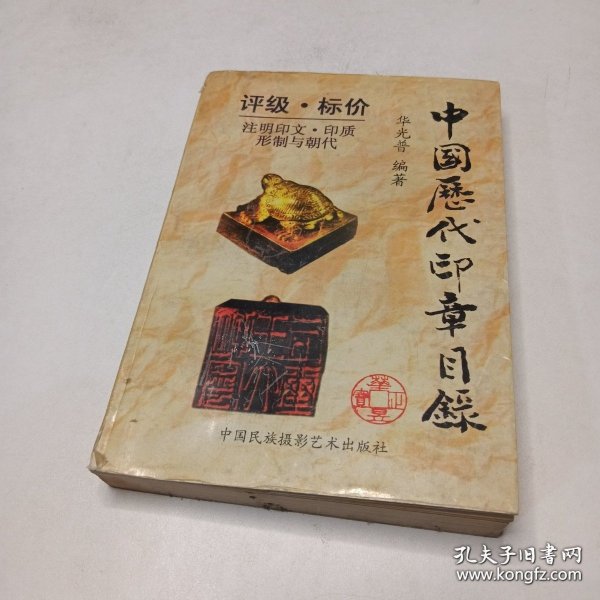 评级·标价
注明印文·印质
形制与朝代
中國歷代印章目錄
华光普 编著
中国民族摄影艺术出版社
孔夫子旧书网
www.kongfz.com